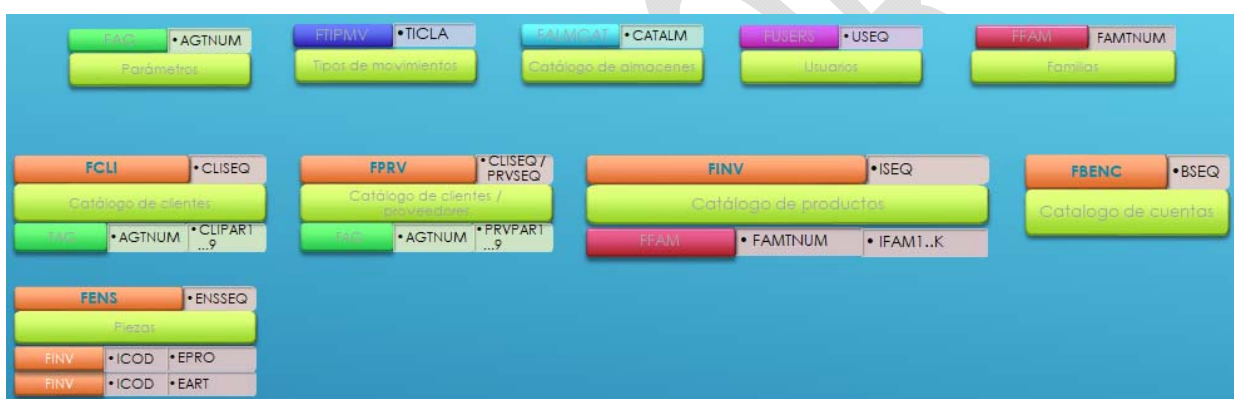 FAG • AGTNUM
Parámetros
FTIPMV • TICLA
Tipos de movimientos
FALMCAT • CATALM
Catálogo de almacenes
FUSERS • USEQ
Usuarios
FFAM FAMTNUM
Familias
FCLI • CLISEQ
Catálogo de clientes
FAG • AGTNUM • CLIPAR1
...9
FPRV • CLISEQ /
PRVSEQ
Catálogo de clientes /
proveedores
FAG • AGTNUM • PRVPAR1
...9
FINV • ISEQ
Catálogo de productos
FFAM • FAMTNUM • IFAM1..K
FBENC • BSEQ
Catalogo de cuentas
FENS • ENSSEQ
Piezas
FINV • ICOD • EPRO
FINV • ICOD • EART